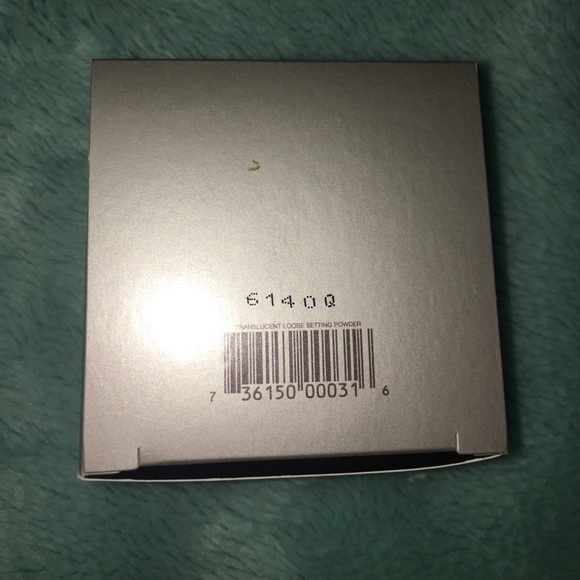 6140Q
TRANSLUCENT LOOSE SETTING POWDER
7 36150 00031 6